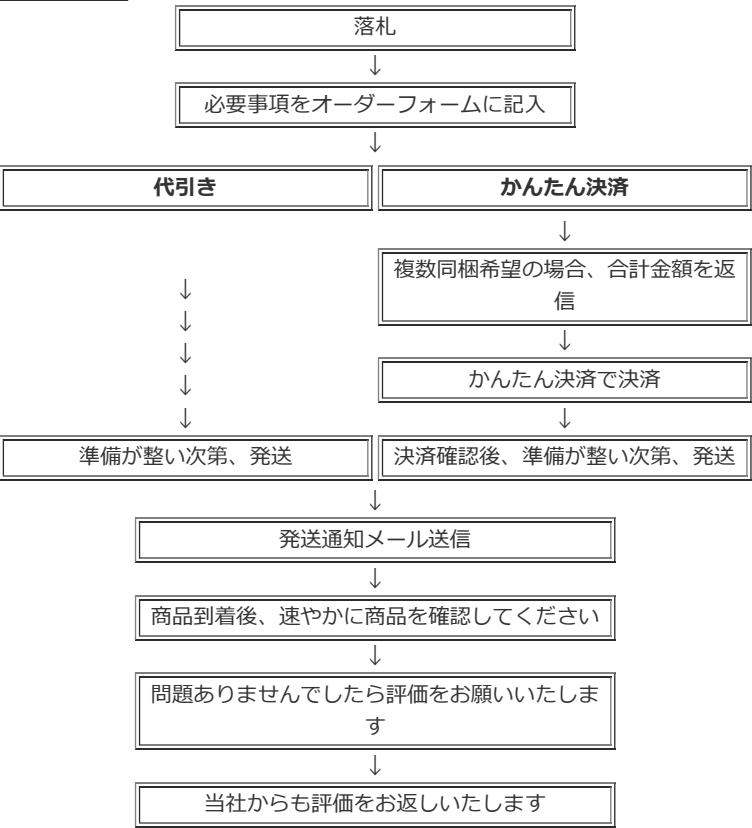 落札
↓
必要事項をオーダーフォームに記入
↓
代引き
かんたん決済
↓
複数同梱希望の場合、合計金額を返
信
↓
↓
↓
↓
↓
↓
かんたん決済で決済
↓
準備が整い次第、発送
決済確認後、準備が整い次第、発送
↓
発送通知メール送信
↓
商品到着後、速やかに商品を確認してください
↓
問題ありませんでしたら評価をお願いいたしま
す
↓
当社からも評価をお返しいたします